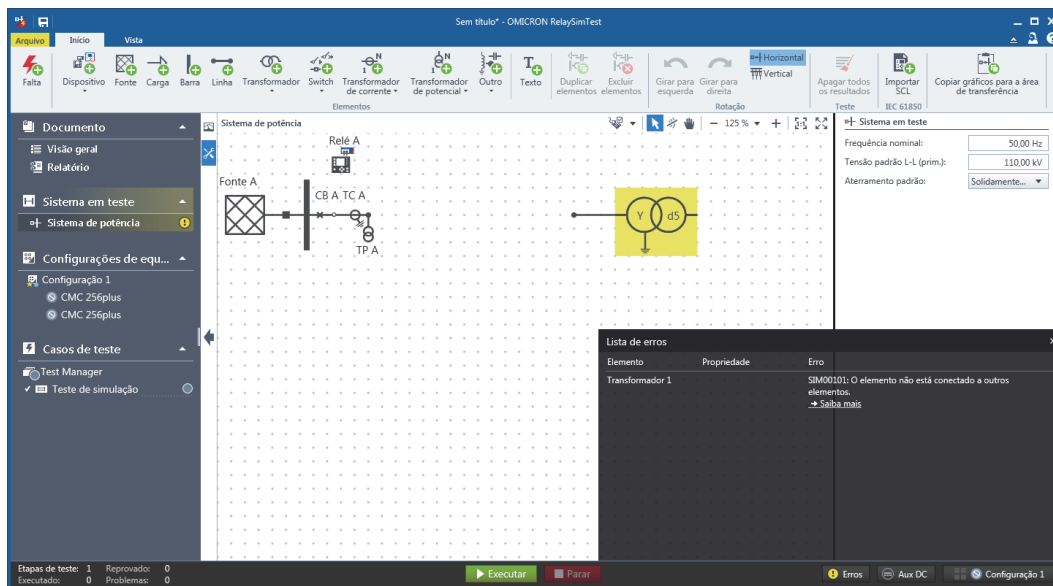 Sem título* - OMICRON RelaySimTest
Arquivo Início Vista
Falta
Dispositivo
Fonte
Carga
Barra
Linha
Transformador
Switch
Transformador de corrente
Transformador de potencial
Outro
Texto
Duplicar elementos
Excluir elementos
Girar para esquerda
Girar para direita
Horizontal
Vertical
Apagar todos os resultados
Importar SCL
Copiar gráficos para a área de transferência
Elementos
Rotação
Teste
IEC 61850
Documento
Visão geral
Relatório
Sistema em teste
Sistema de potência
Configurações de equ...
Configuração 1
CMC 256plus
CMC 256plus
Casos de teste
Test Manager
Teste de simulação
Sistema de potência
125 %
Relé A
Fonte A
CB A TC A
TP A
Y d5
Sistema em teste
Frequência nominal: 50,00 Hz
Tensão padrão L-L (prim.): 110,00 kV
Aterramento padrão: Solidamente...
Lista de erros
Elemento Propriedade Erro
Transformador 1 SIM00101: O elemento não está conectado a outros
elementos.
Saiba mais
Etapas de teste: 1 Reprovado: 0
Executado: 0 Problemas: 0
Executar
Parar
Erros
Aux DC
Configuração 1